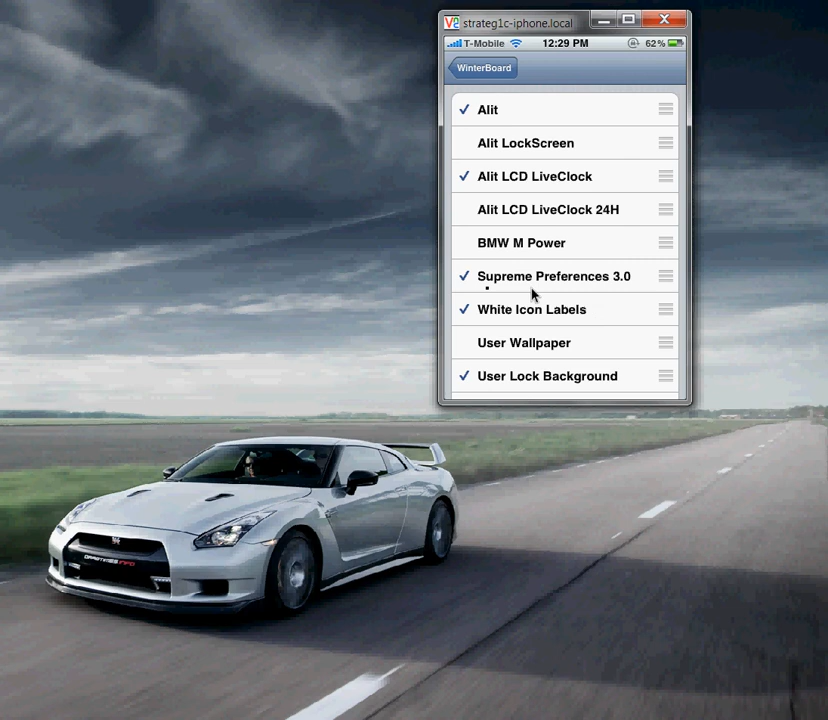 strateg1c-iphone.local
T-Mobile 12:29 PM 62%
WinterBoard
Alit
Alit LockScreen
Alit LCD LiveClock
Alit LCD LiveClock 24H
BMW M Power
Supreme Preferences 3.0
White Icon Labels
User Wallpaper
User Lock Background